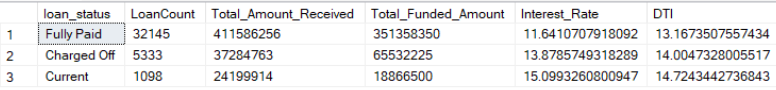 loan_status LoanCount Total_Amount_Received Total_Funded_Amount Interest_Rate DTI
1 Fully Paid 32145 411586256 351358350 11.6410707918092 13.1673507557434
2 Charged Off 5333 37284763 65532225 13.8785749318289 14.0047328005517
3 Current 1098 24199914 18866500 15.0993260800947 14.7243442736843